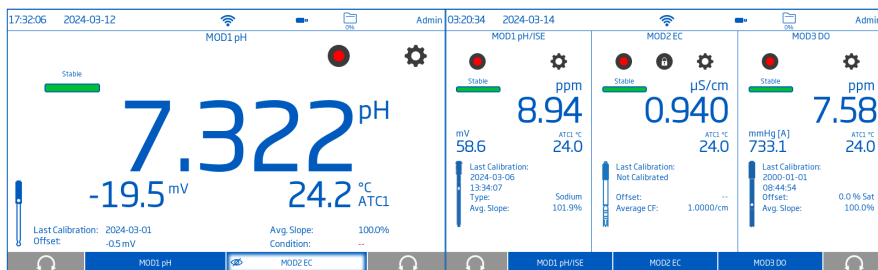 17:32:06 2024-03-12 0% Admin
MOD1 pH
Stable
7.322 pH
-19.5 mV 24.2 °C
ATC1
Last Calibration: 2024-03-01 Avg. Slope: 100.0%
Offset: -0.5 mV Condition: --
MOD1 pH MOD2 EC
03:20:34 2024-03-14 0% Admi
MOD1 pH/ISE
Stable ppm
8.94
mV ATC1 °C
58.6 24.0
Last Calibration:
2024-03-06
13:34:07
Type: Sodium
Avg. Slope: 101.9%
MOD2 EC
Stable µS/cm
0.940
ATC1 °C
24.0
Last Calibration:
Not Calibrated
Offset: --
Average CF: 1.0000/cm
MOD3 DO
Stable ppm
7.58
mmHg [A] ATC1 °C
733.1 24.0
Last Calibration:
2000-01-01
08:44:54
Offset: 0.0 % Sat
Avg. Slope: 100.0%
MOD1 pH/ISE MOD2 EC MOD3 DO